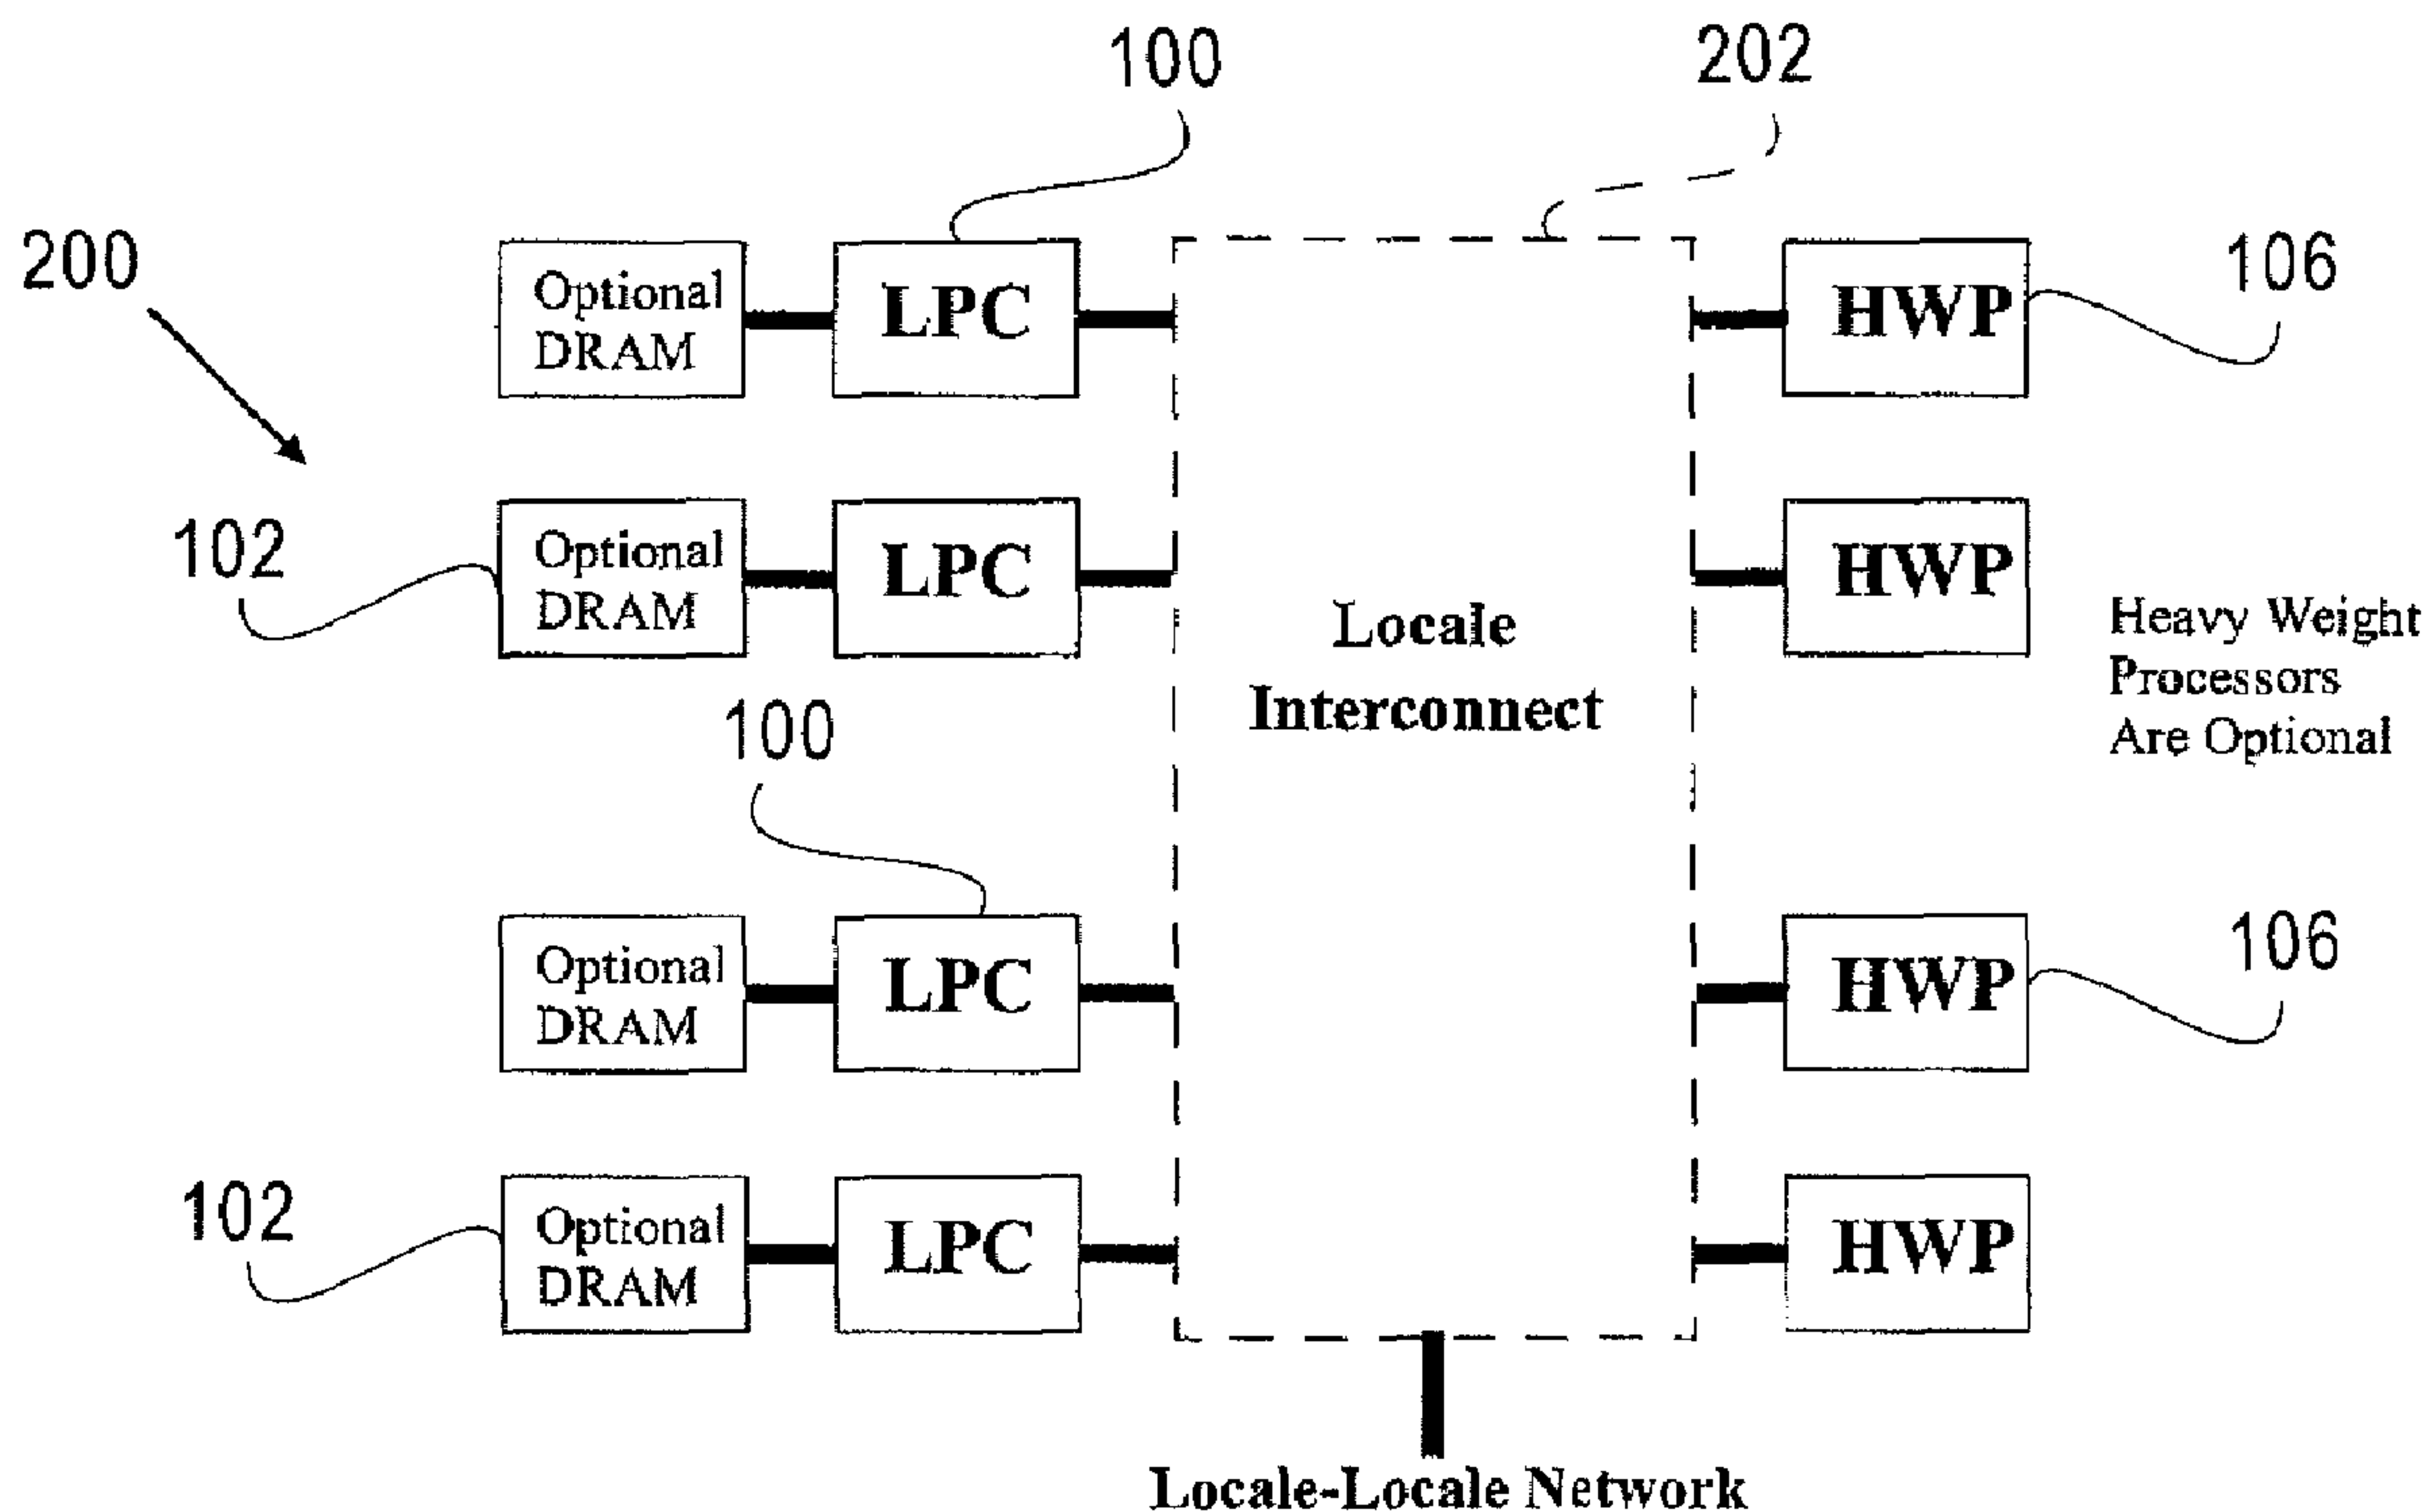 100
202
200
106
Optional
DRAM
LPC
HWP
102
Optional
DRAM
LPC
HWP
Locale
Interconnect
Heavy Weight
Processors
Are Optional
100
Optional
DRAM
LPC
HWP
106
102
Optional
DRAM
LPC
HWP
Locale-Locale Network